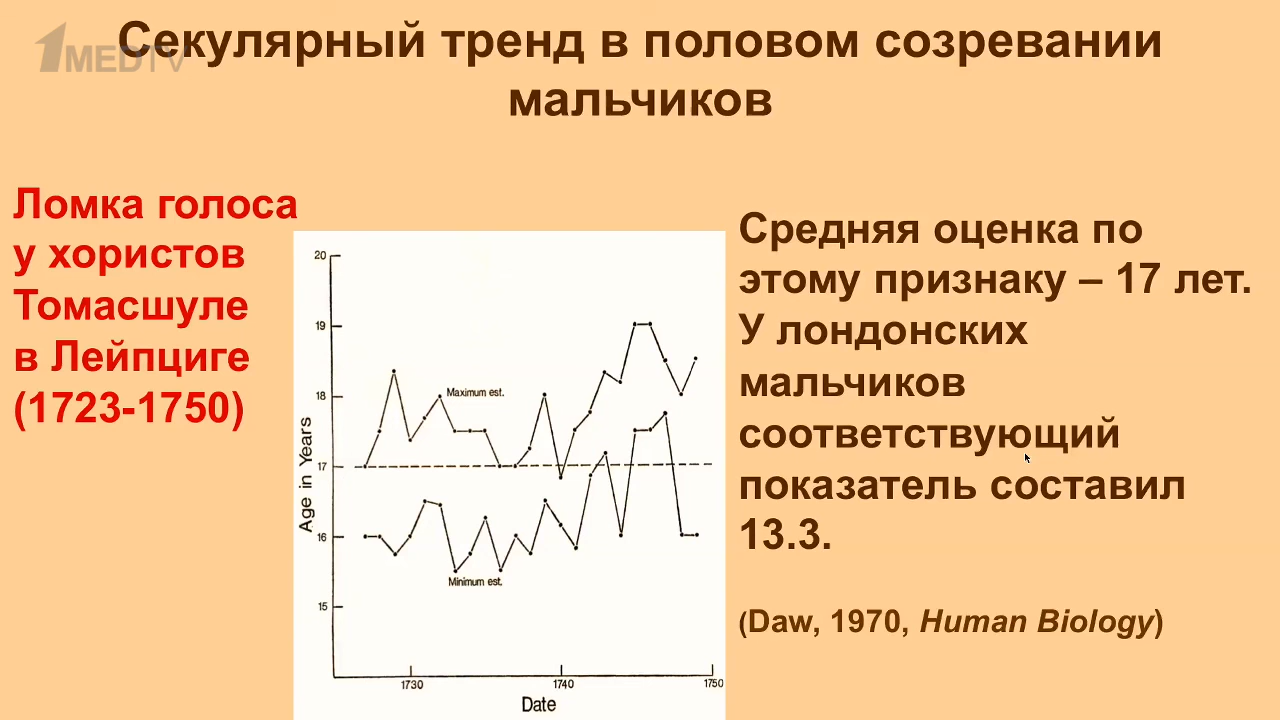 1MEDTV
Секулярный тренд в половом созревании
мальчиков
Ломка голоса
у хористов
Томасшуле
в Лейпциге
(1723-1750)
20
19
18
17
16
15
Age in Years
Maximum est.
Minimum est.
1730
1740
1750
Date
Средняя оценка по
этому признаку – 17 лет.
У лондонских
мальчиков
соответствующий
показатель составил
13.3.
(Daw, 1970, Human Biology)